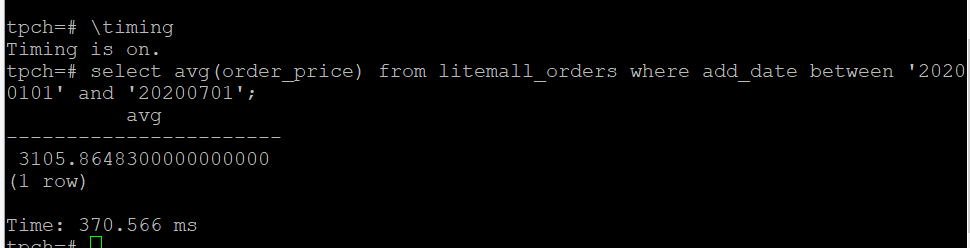 tpch=# \timing
Timing is on.
tpch=# select avg(order_price) from litemall_orders where add_date between '2020
0101' and '20200701';
avg
-----------------------
3105.8648300000000000
(1 row)
Time: 370.566 ms
tpch=#